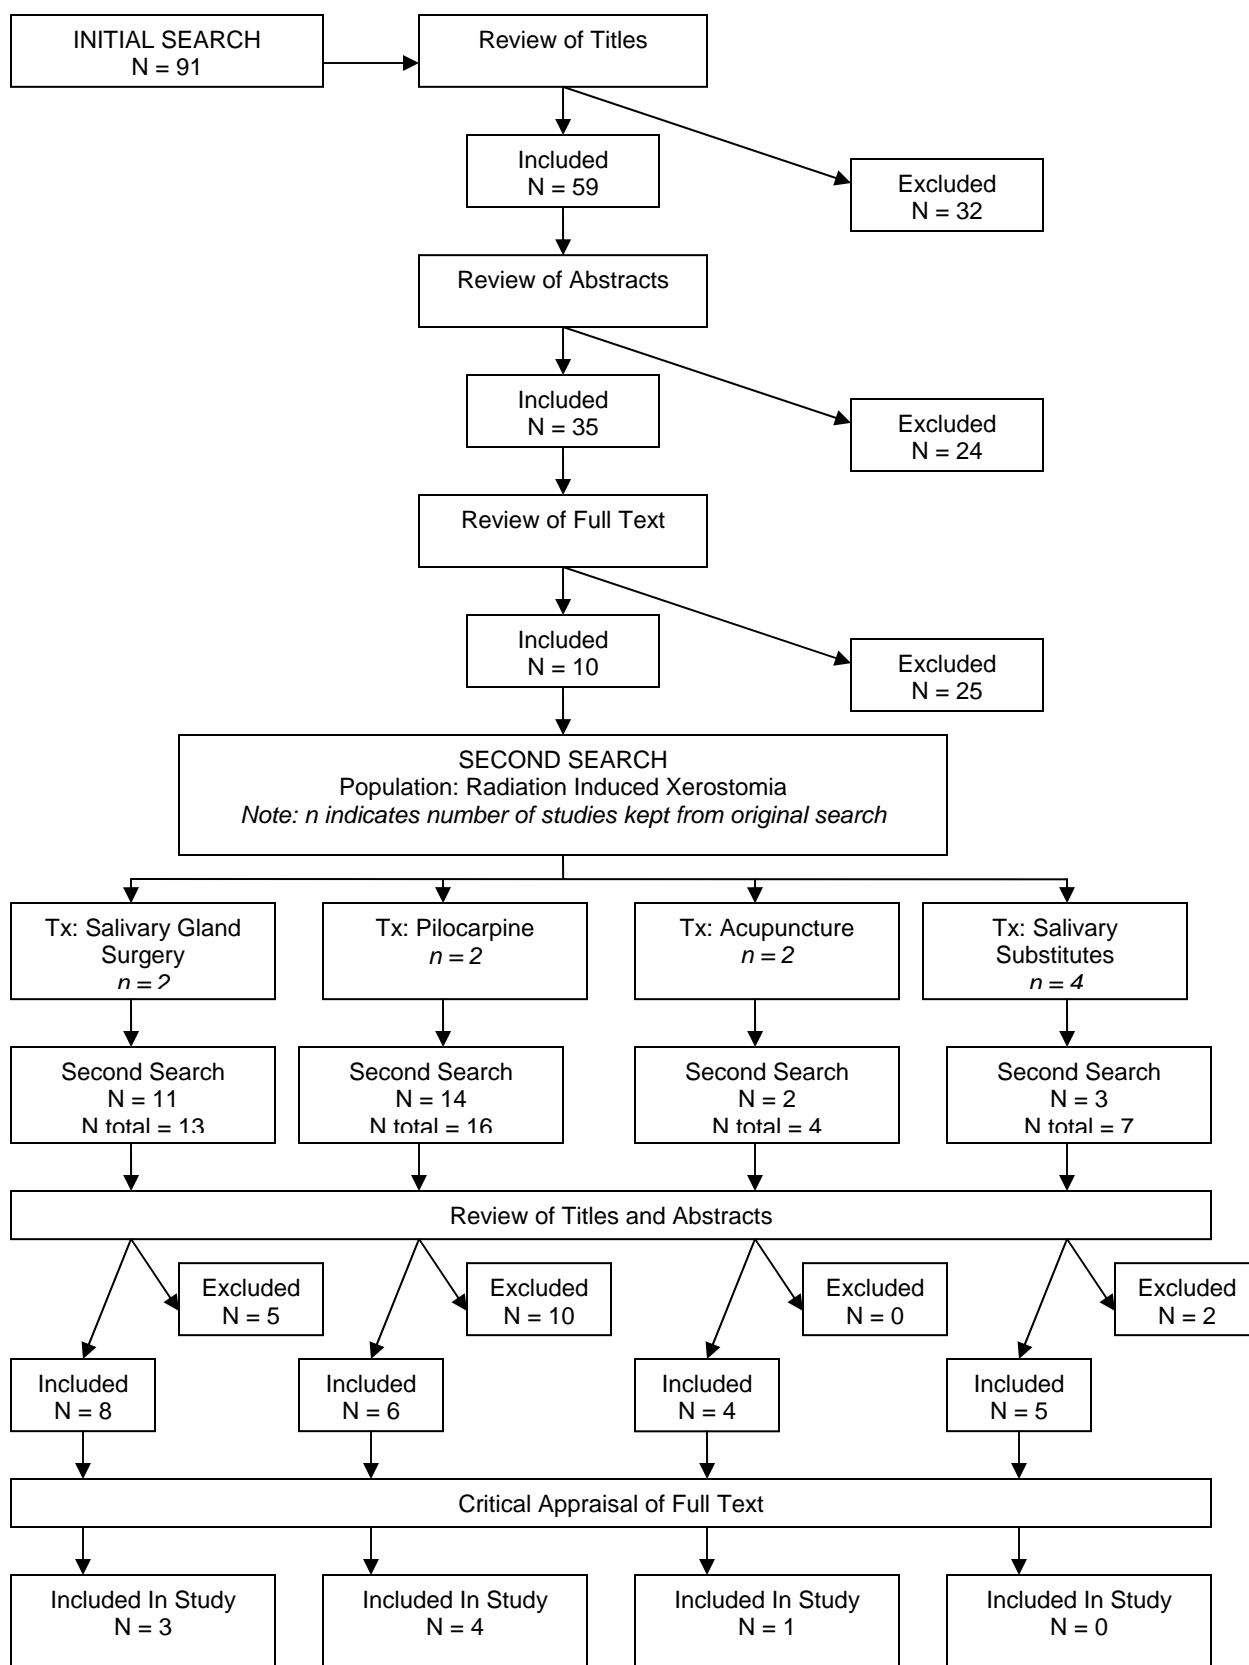 INITIAL SEARCH
N = 91
Review of Titles
Included
N = 59
Excluded
N = 32
Review of Abstracts
Included
N = 35
Excluded
N = 24
Review of Full Text
Included
N = 10
Excluded
N = 25
SECOND SEARCH
Population: Radiation Induced Xerostomia
Note: n indicates number of studies kept from original search
Tx: Salivary Gland
Surgery
n = 2
Tx: Pilocarpine
n = 2
Tx: Acupuncture
n = 2
Tx: Salivary
Substitutes
n = 4
Second Search
N = 11
N total = 13
Second Search
N = 14
N total = 16
Second Search
N = 2
N total = 4
Second Search
N = 3
N total = 7
Review of Titles and Abstracts
Excluded
N = 5
Excluded
N = 10
Excluded
N = 0
Excluded
N = 2
Included
N = 8
Included
N = 6
Included
N = 4
Included
N = 5
Critical Appraisal of Full Text
Included In Study
N = 3
Included In Study
N = 4
Included In Study
N = 1
Included In Study
N = 0